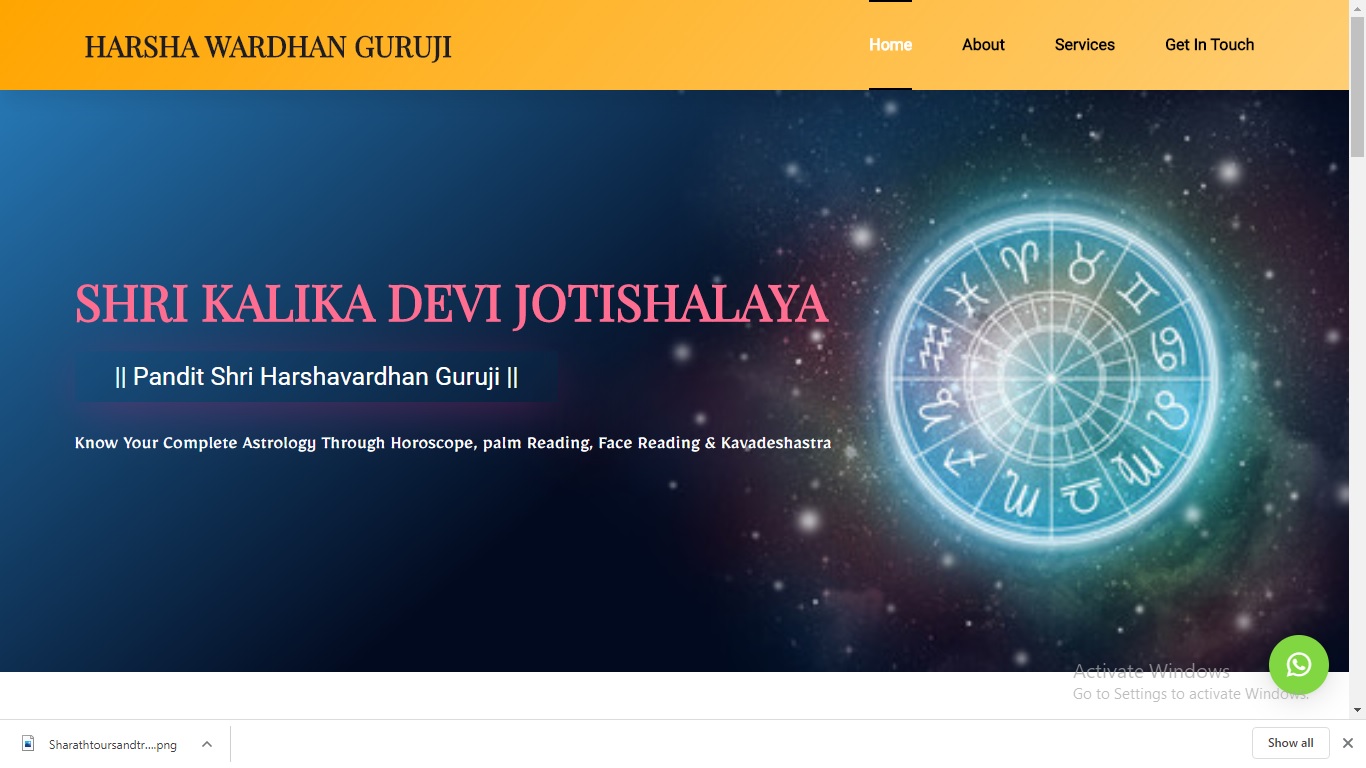 HARSHA WARDHAN GURUJI
Home About Services Get In Touch
SHRI KALIKA DEVI JOTISHALAYA
|| Pandit Shri Harshavardhan Guruji ||
Know Your Complete Astrology Through Horoscope, palm Reading, Face Reading & Kavadeshastra
Activate Windows
Go to Settings to activate Windows.
Sharathtoursandtr....png
Show all